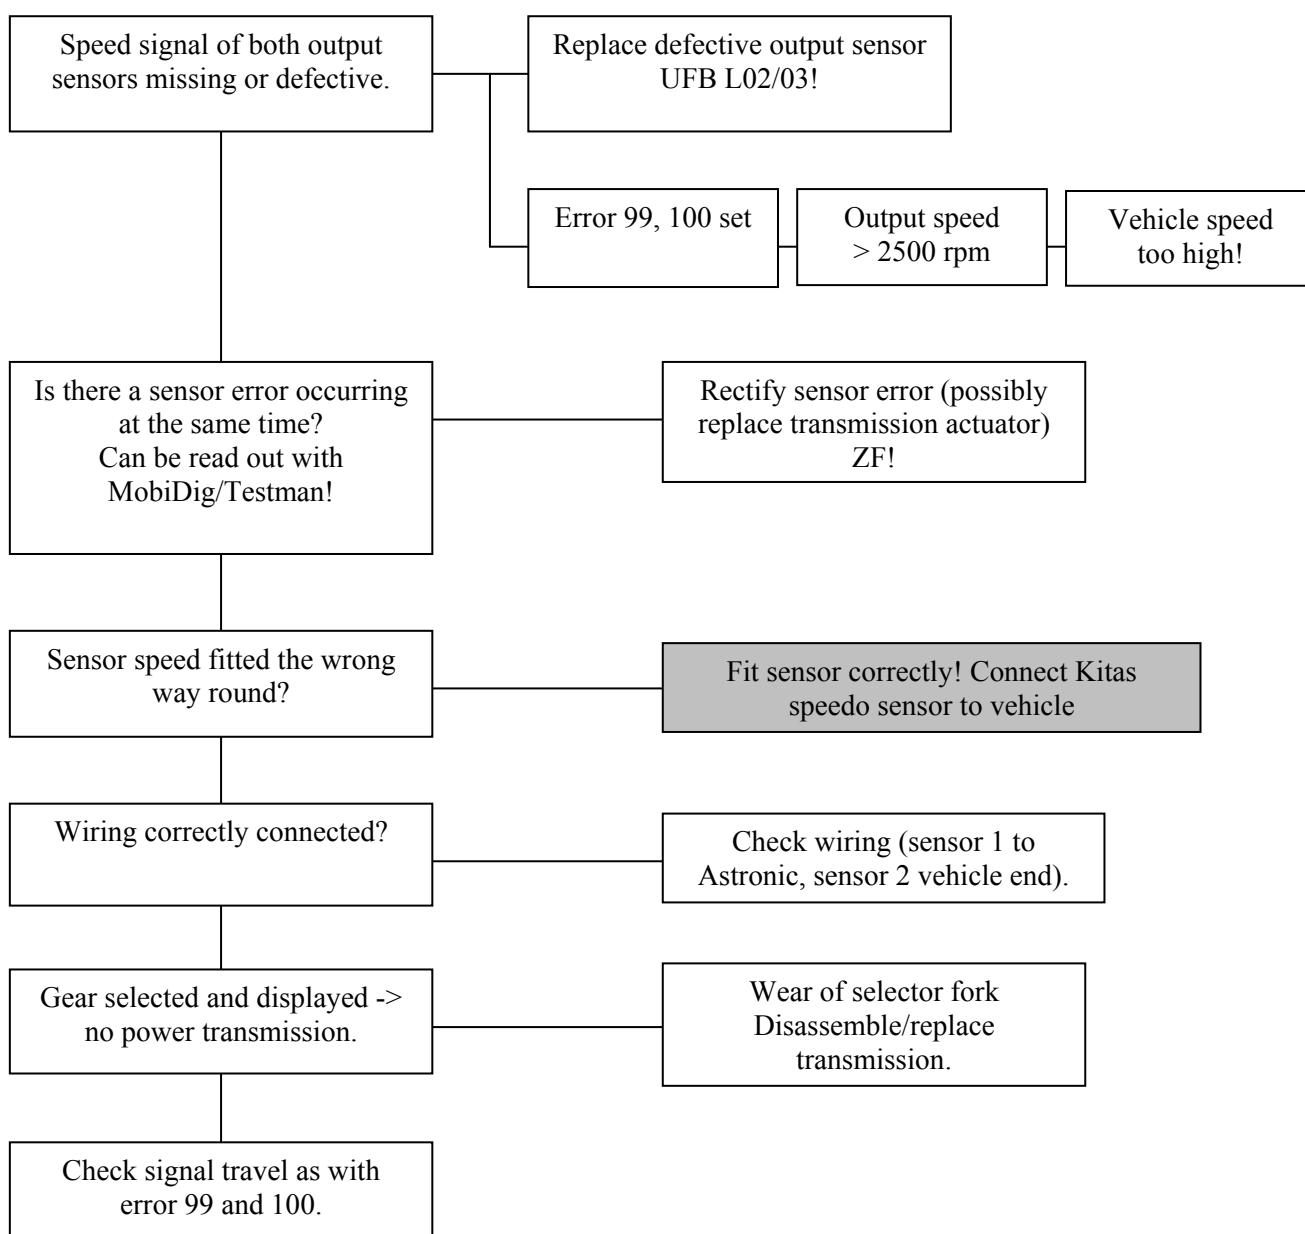 Speed signal of both output
sensors missing or defective.
Replace defective output sensor
UFB L02/03!
Error 99, 100 set
Output speed
> 2500 rpm
Vehicle speed
too high!
Is there a sensor error occurring
at the same time?
Can be read out with
MobiDig/Testman!
Rectify sensor error (possibly
replace transmission actuator)
ZF!
Sensor speed fitted the wrong
way round?
Fit sensor correctly! Connect Kitas
speedo sensor to vehicle
Wiring correctly connected?
Check wiring (sensor 1 to
Astronic, sensor 2 vehicle end).
Gear selected and displayed ->
no power transmission.
Wear of selector fork
Disassemble/replace
transmission.
Check signal travel as with
error 99 and 100.